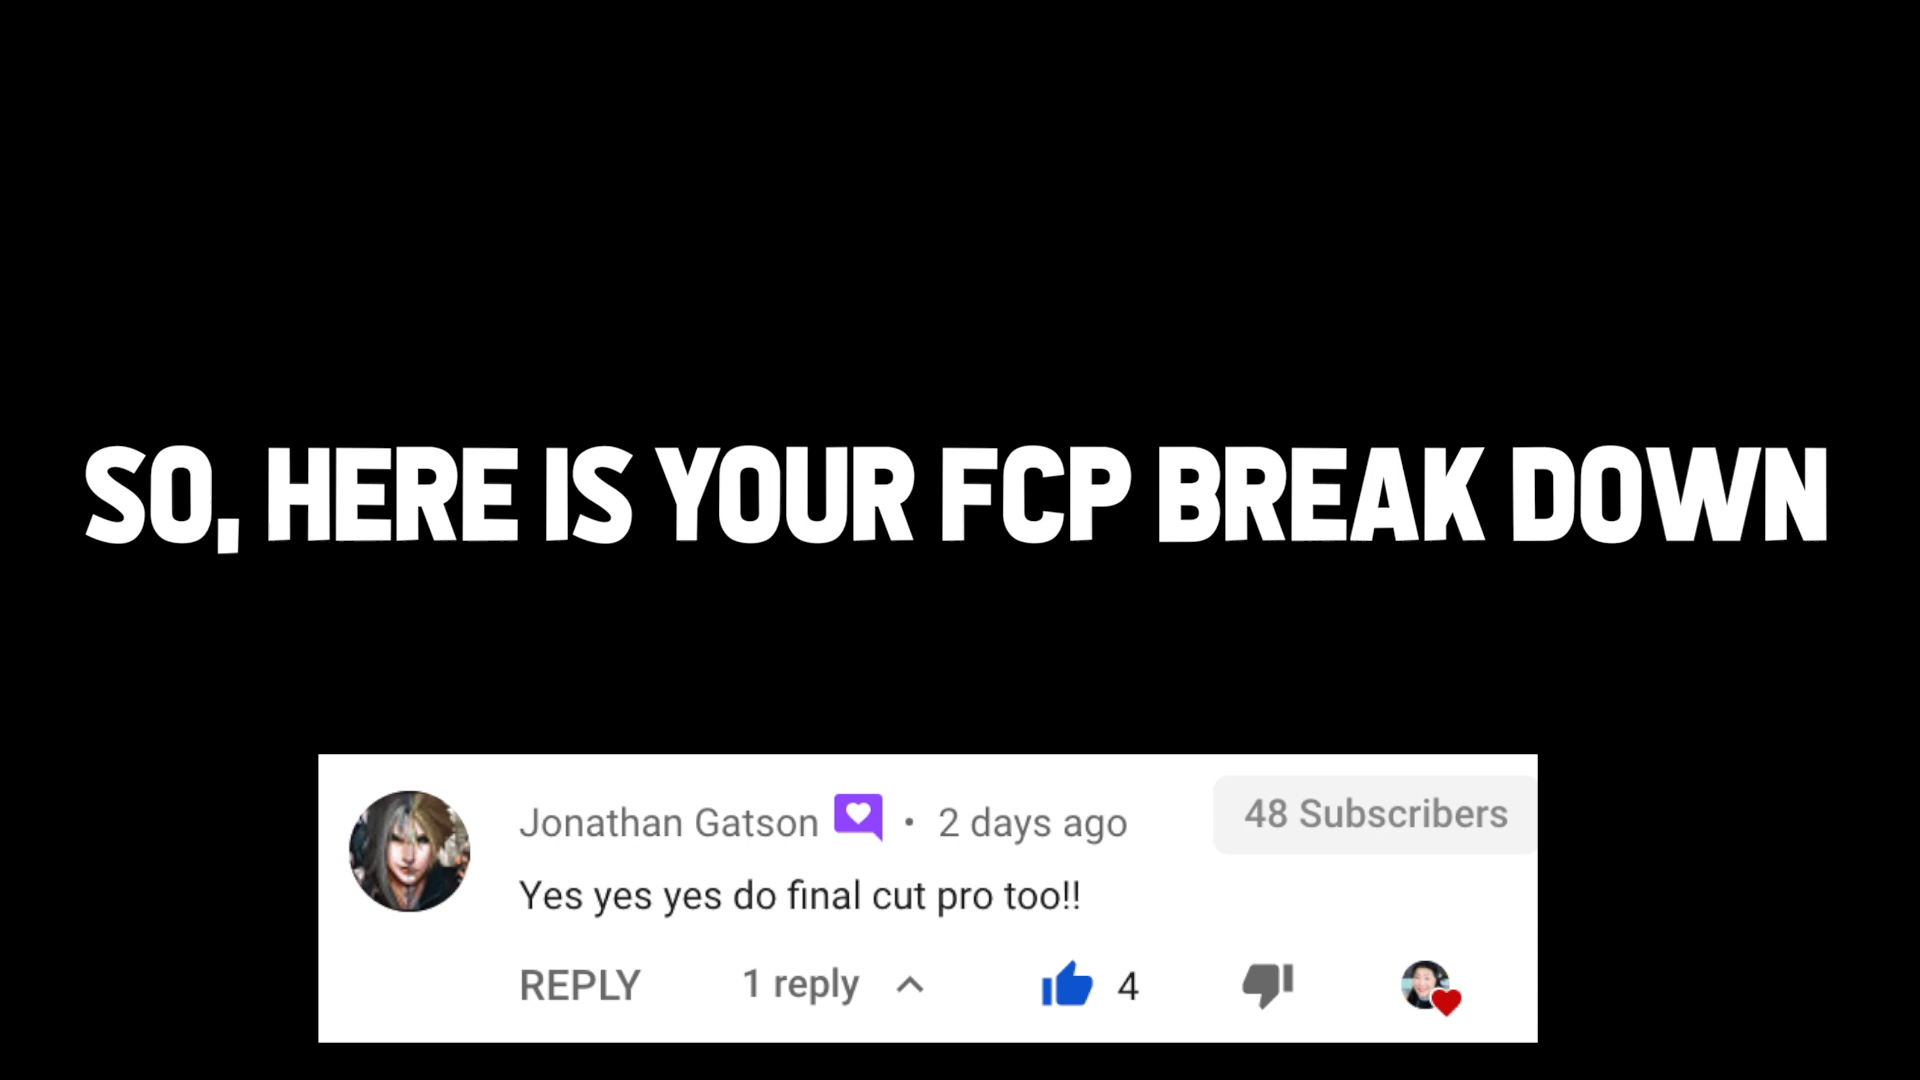 SO, HERE IS YOUR FCP BREAK DOWN
Jonathan Gatson • 2 days ago 48 Subscribers
Yes yes yes do final cut pro too!!
REPLY 1 reply 4